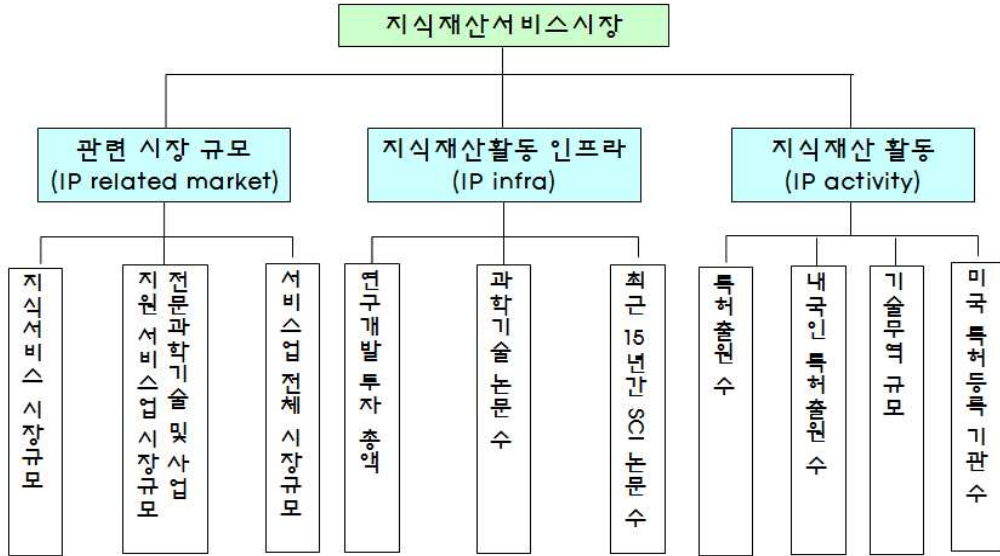 지식재산서비스시장
관련 시장 규모
(IP related market)
지식재산활동 인프라
(IP infra)
지식재산 활동
(IP activity)
지식서비스 시장규모
전문과학기술 및 사업
지원 서비스업 시장규모
서비스업 전체 시장규모
연구개발 투자 총액
과학기술 논문 수
최근 15년간 SCI 논문 수
특허출원 수
내국인 특허출원 수
기술무역 규모
미국 특허등록 기관 수